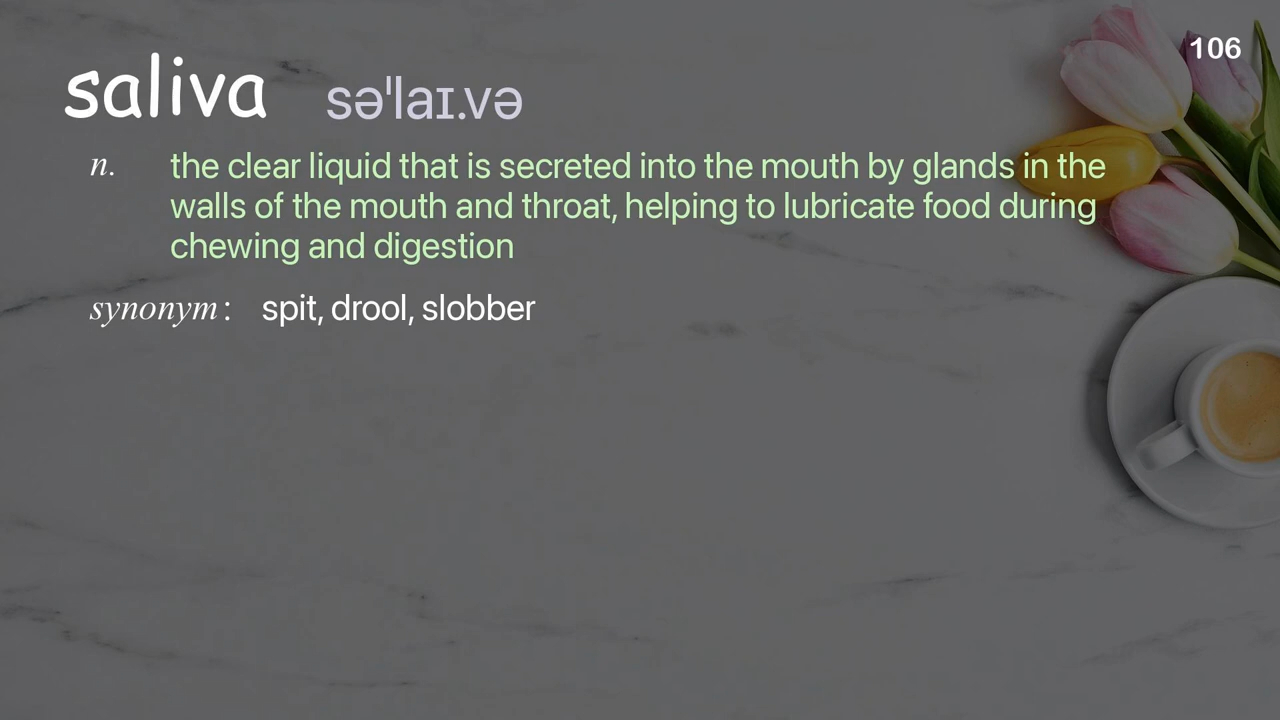 106
saliva səˈlaɪ.və
n. the clear liquid that is secreted into the mouth by glands in the
walls of the mouth and throat, helping to lubricate food during
chewing and digestion
synonym: spit, drool, slobber